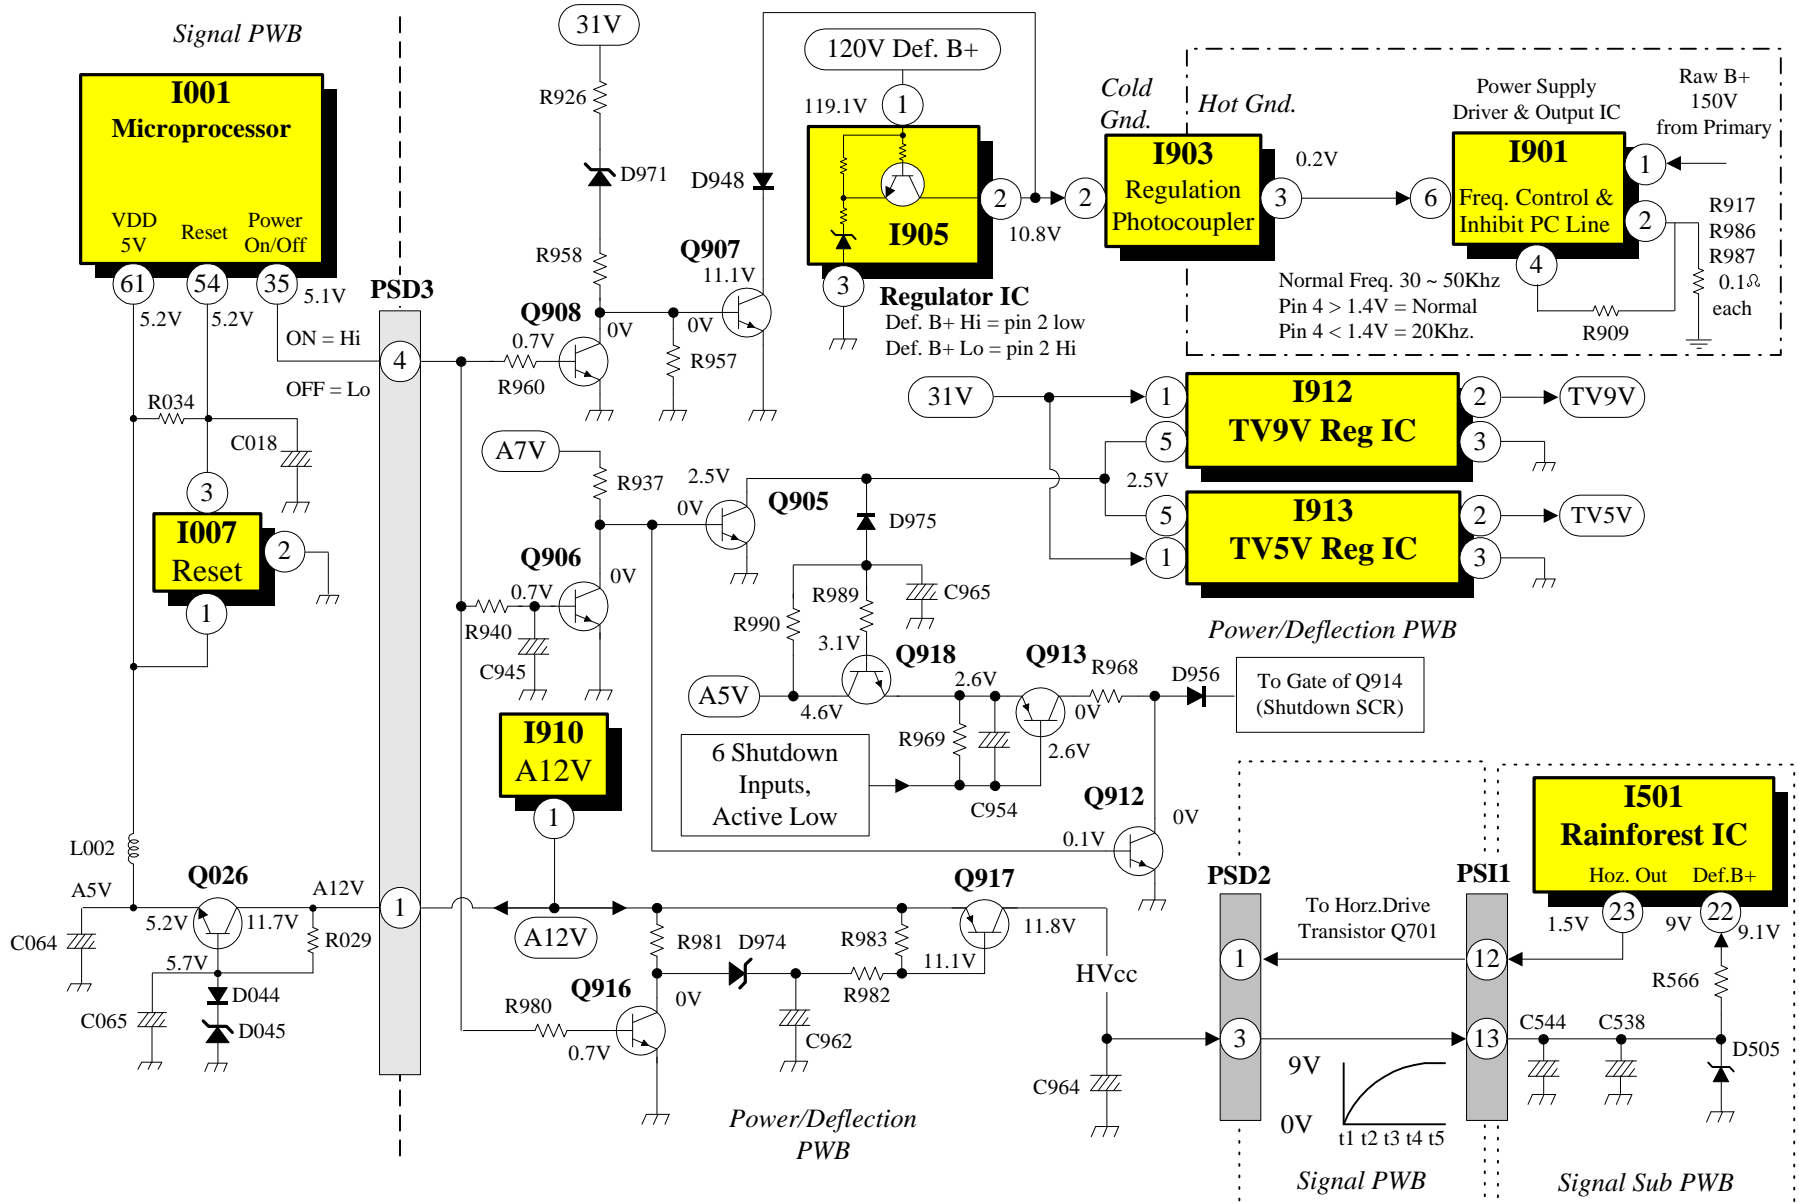 Signal PWB
I001
Microprocessor
VDD
5V
Reset
Power
On/Off
61
54
35
5.1V
5.2V
5.2V
ON = Hi
OFF = Lo
PSD3
4
R034
C018
3
I007
Reset
2
1
L002
A5V
Q026
A12V
1
5.2V
11.7V
C064
R029
5.7V
D044
C065
D045
31V
R926
D971
D948
R958
Q907
11.1V
Q908
0V
0V
0.7V
R960
R957
120V Def. B+
119.1V
1
I905
2
10.8V
3
Regulator IC
Def. B+ Hi = pin 2 low
Def. B+ Lo = pin 2 Hi
Cold
Gnd.
Hot Gnd.
2
I903
Regulation
Photocoupler
3
0.2V
Power Supply
Driver & Output IC
Raw B+
150V
from Primary
6
I901
Freq. Control &
Inhibit PC Line
1
2
4
R917
R986
R987
0.1Ω
each
R909
Normal Freq. 30 ~ 50Khz
Pin 4 > 1.4V = Normal
Pin 4 < 1.4V = 20Khz.
31V
1
5
I912
TV9V Reg IC
2
3
TV9V
2.5V
5
1
I913
TV5V Reg IC
2
3
TV5V
Power/Deflection PWB
A7V
R937
2.5V
0V
Q905
D975
Q906
0V
0.7V
R940
C945
R989
C965
R990
3.1V
Q918
A5V
4.6V
2.6V
Q913
R968
0V
D956
To Gate of Q914
(Shutdown SCR)
R969
2.6V
6 Shutdown
Inputs,
Active Low
C954
Q912
0V
0.1V
I910
A12V
1
A12V
Q917
11.8V
R981
D974
R983
11.1V
Q916
0V
R982
R980
0.7V
C962
HVcc
C964
Power/Deflection
PWB
PSD2
1
3
To Horz.Drive
Transistor Q701
PSI1
12
13
9V
0V
t1 t2 t3 t4 t5
Signal PWB
I501
Rainforest IC
Hoz. Out
Def.B+
23
22
1.5V
9V
9.1V
R566
C544
C538
D505
Signal Sub PWB